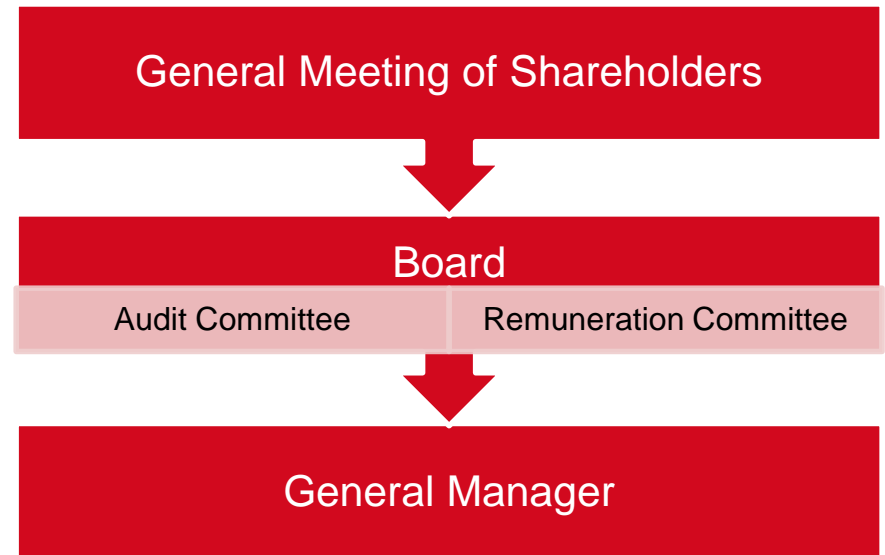 General Meeting of Shareholders
Board
Audit Committee
Remuneration Committee
General Manager